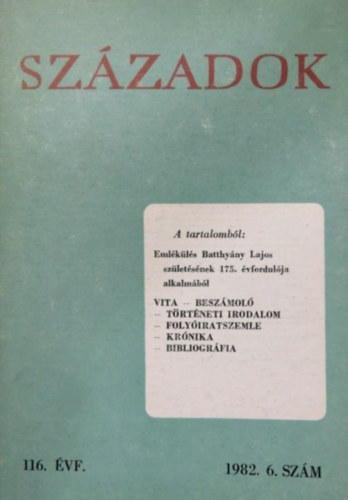 SZÁZADOK
A tartalomból:
Emlékülés Batthyány Lajos
születésének 175. évfordulója
alkalmából
VITA – BESZÁMOLÓ
– TÖRTÉNETI IRODALOM
– FOLYÓIRATSZEMLE
– KRÓNIKA
– BIBLIOGRÁFIA
116. ÉVF.
1982. 6. SZÁM